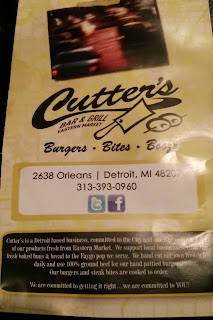 Cutter's
BAR & GRILL
EASTERN MARKET
Burgers • Bites • Booze
2638 Orleans | Detroit, MI 48207
313-393-0960
Cutter's is a Detroit based business, committed to the City and
of our products fresh from Eastern Market. We support local
fresh baked buns & bread to the Faygo pop we serve. We hand cut our own
daily and use 100% ground beef for our hand pattied burgers.
Our burgers and steak bites are cooked to order.
We are committed to getting it right...we are committed to YOU!